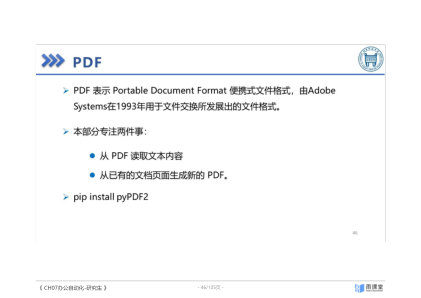 PDF
PDF 表示 Portable Document Format 便携式文件格式，由Adobe
Systems在1993年用于文件交换所发展出的文件格式。
本部分专注两件事：
从 PDF 读取文本内容
从已有的文档页面生成新的 PDF。
pip install pyPDF2
46
《 CH07办公自动化-研究生 》
- 46/105页 -
雨课堂